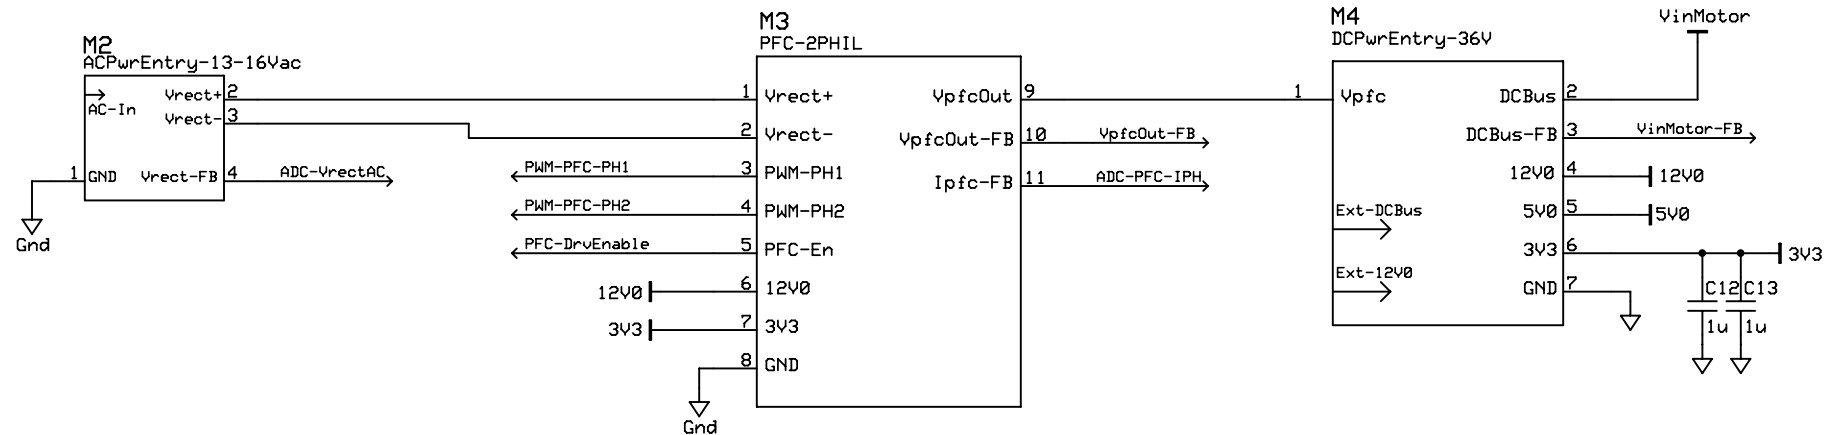 M2
ACPwrEntry-13-16Vac
AC-In
Vrect+ 2
Vrect- 3
1 GND
Vrect-FB 4
ADC-VrectAC
Gnd
M3
PFC-2PHIL
1 Vrect+
2 Vrect-
PWM-PFC-PH1
3 PWM-PH1
PWM-PFC-PH2
4 PWM-PH2
PFC-DrvEnable
5 PFC-En
12V0
6 12V0
3V3
7 3V3
8 GND
Gnd
VpfcOut 9
VpfcOut-FB 10
VpfcOut-FB
Ipfc-FB 11
ADC-PFC-IPH
M4
DCPwrEntry-36V
1 Vpfc
Ext-DCBus
Ext-12V0
DCBus 2
VinMotor
DCBus-FB 3
VinMotor-FB
12V0 4
12V0
5V0 5
5V0
3V3 6
3V3
GND 7
C12
1u
C13
1u